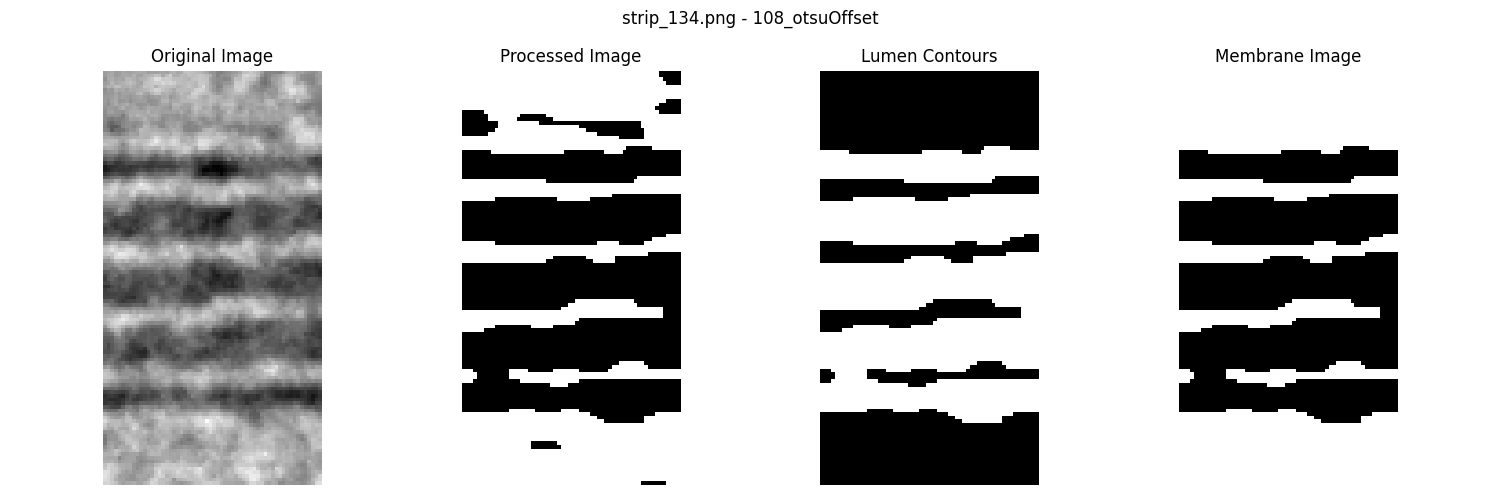 strip_134.png - 108_otsuOffset
Original Image
Processed Image
Lumen Contours
Membrane Image